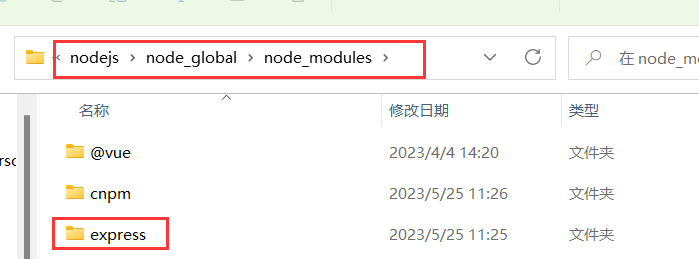 nodejs > node_global > node_modules >
在 node_mo
名称 修改日期 类型
@vue 2023/4/4 14:20 文件夹
cnpm 2023/5/25 11:26 文件夹
express 2023/5/25 11:25 文件夹